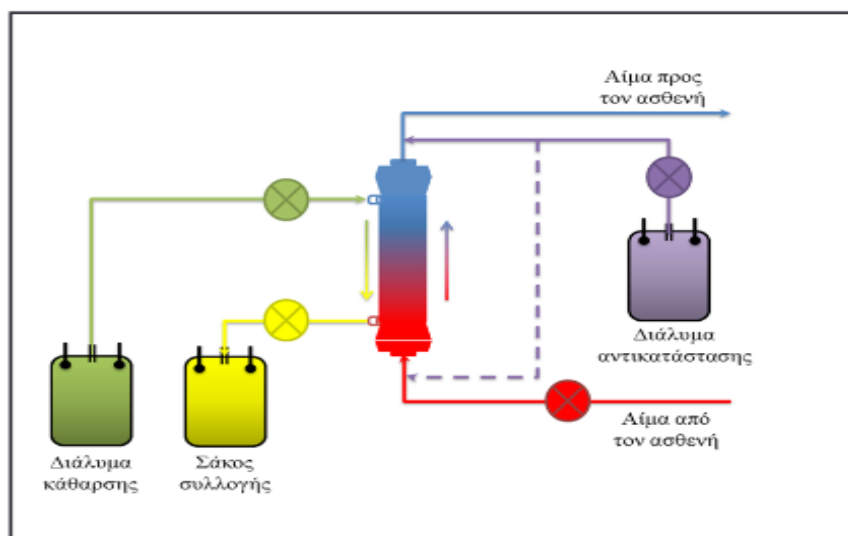 Αίμα προς
τον ασθενή
Διάλυμα
αντικατάστασης
Αίμα από
τον ασθενή
Διάλυμα
κάθαρσης
Σάκος
συλλογής